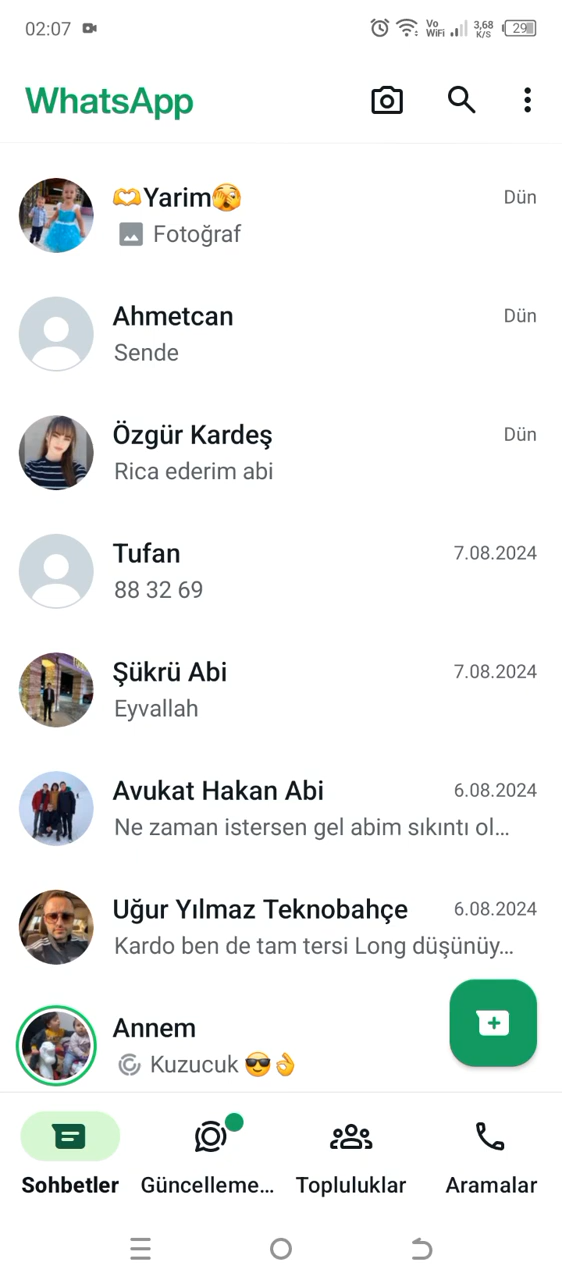 02:07
Vo
WiFi
3,68
K/S
29
WhatsApp
🫶Yarim🫣
Dün
Fotoğraf
Ahmetcan
Dün
Sende
Özgür Kardeş
Dün
Rica ederim abi
Tufan
7.08.2024
88 32 69
Şükrü Abi
7.08.2024
Eyvallah
Avukat Hakan Abi
6.08.2024
Ne zaman istersen gel abim sıkıntı ol...
Uğur Yılmaz Teknobahçe
6.08.2024
Kardo ben de tam tersi Long düşünüy...
Annem
Kuzucuk 😎👌
Sohbetler
Güncelleme...
Topluluklar
Aramalar